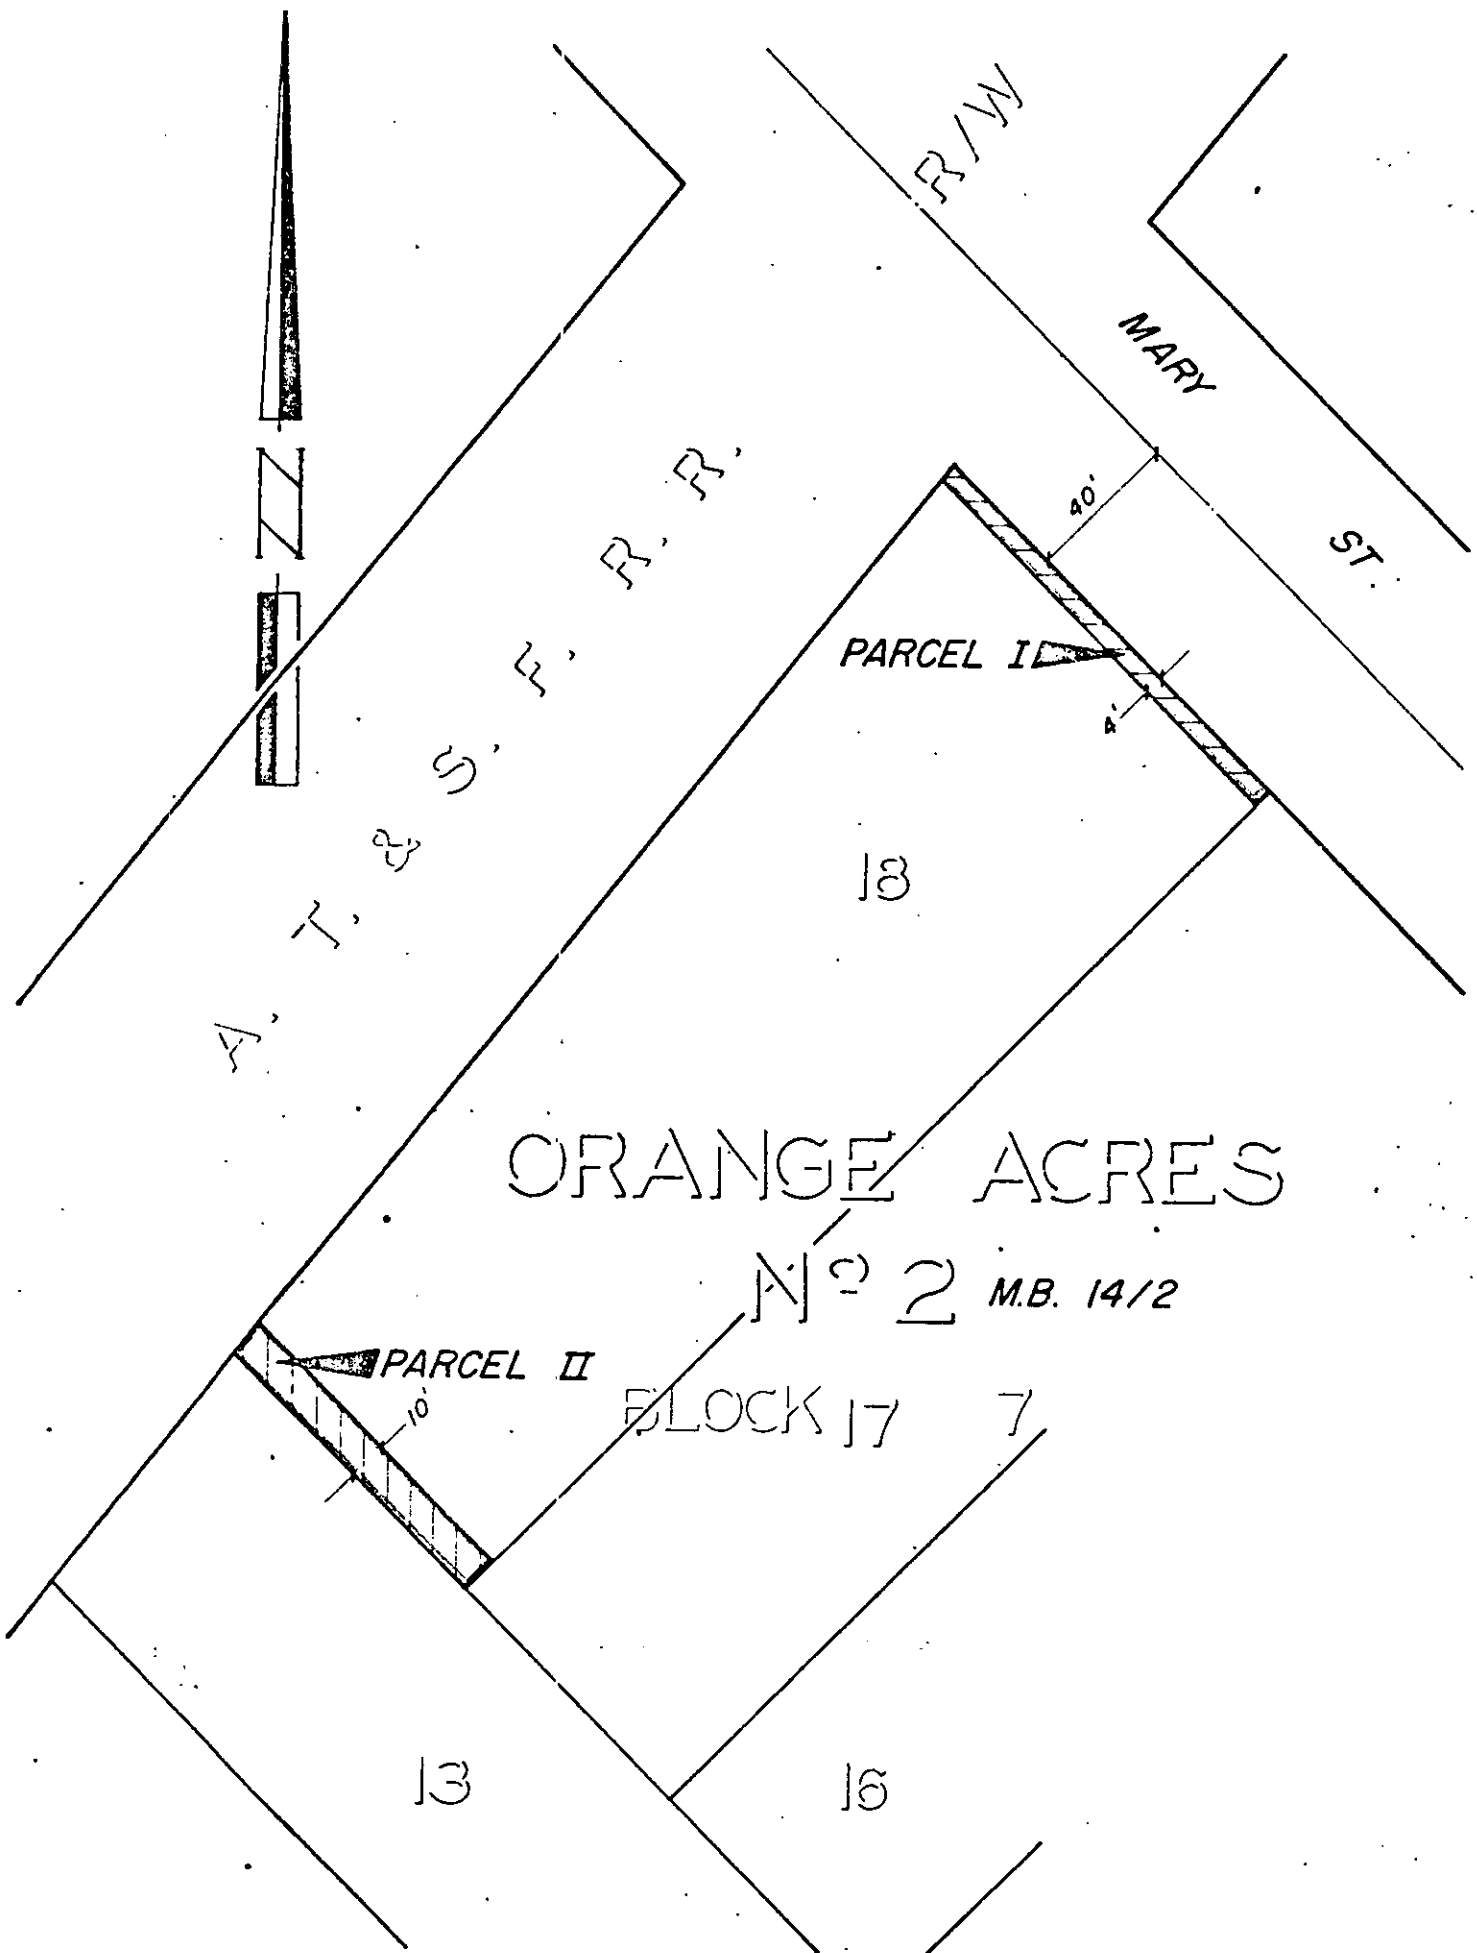 R/W
MARY
ST.
40'
A. T. & S. F. R. R.
PARCEL I
4'
18
ORANGE ACRES
Nº 2 M.B. 14/2
PARCEL II
10'
BLOCK 7
17
13
16
N